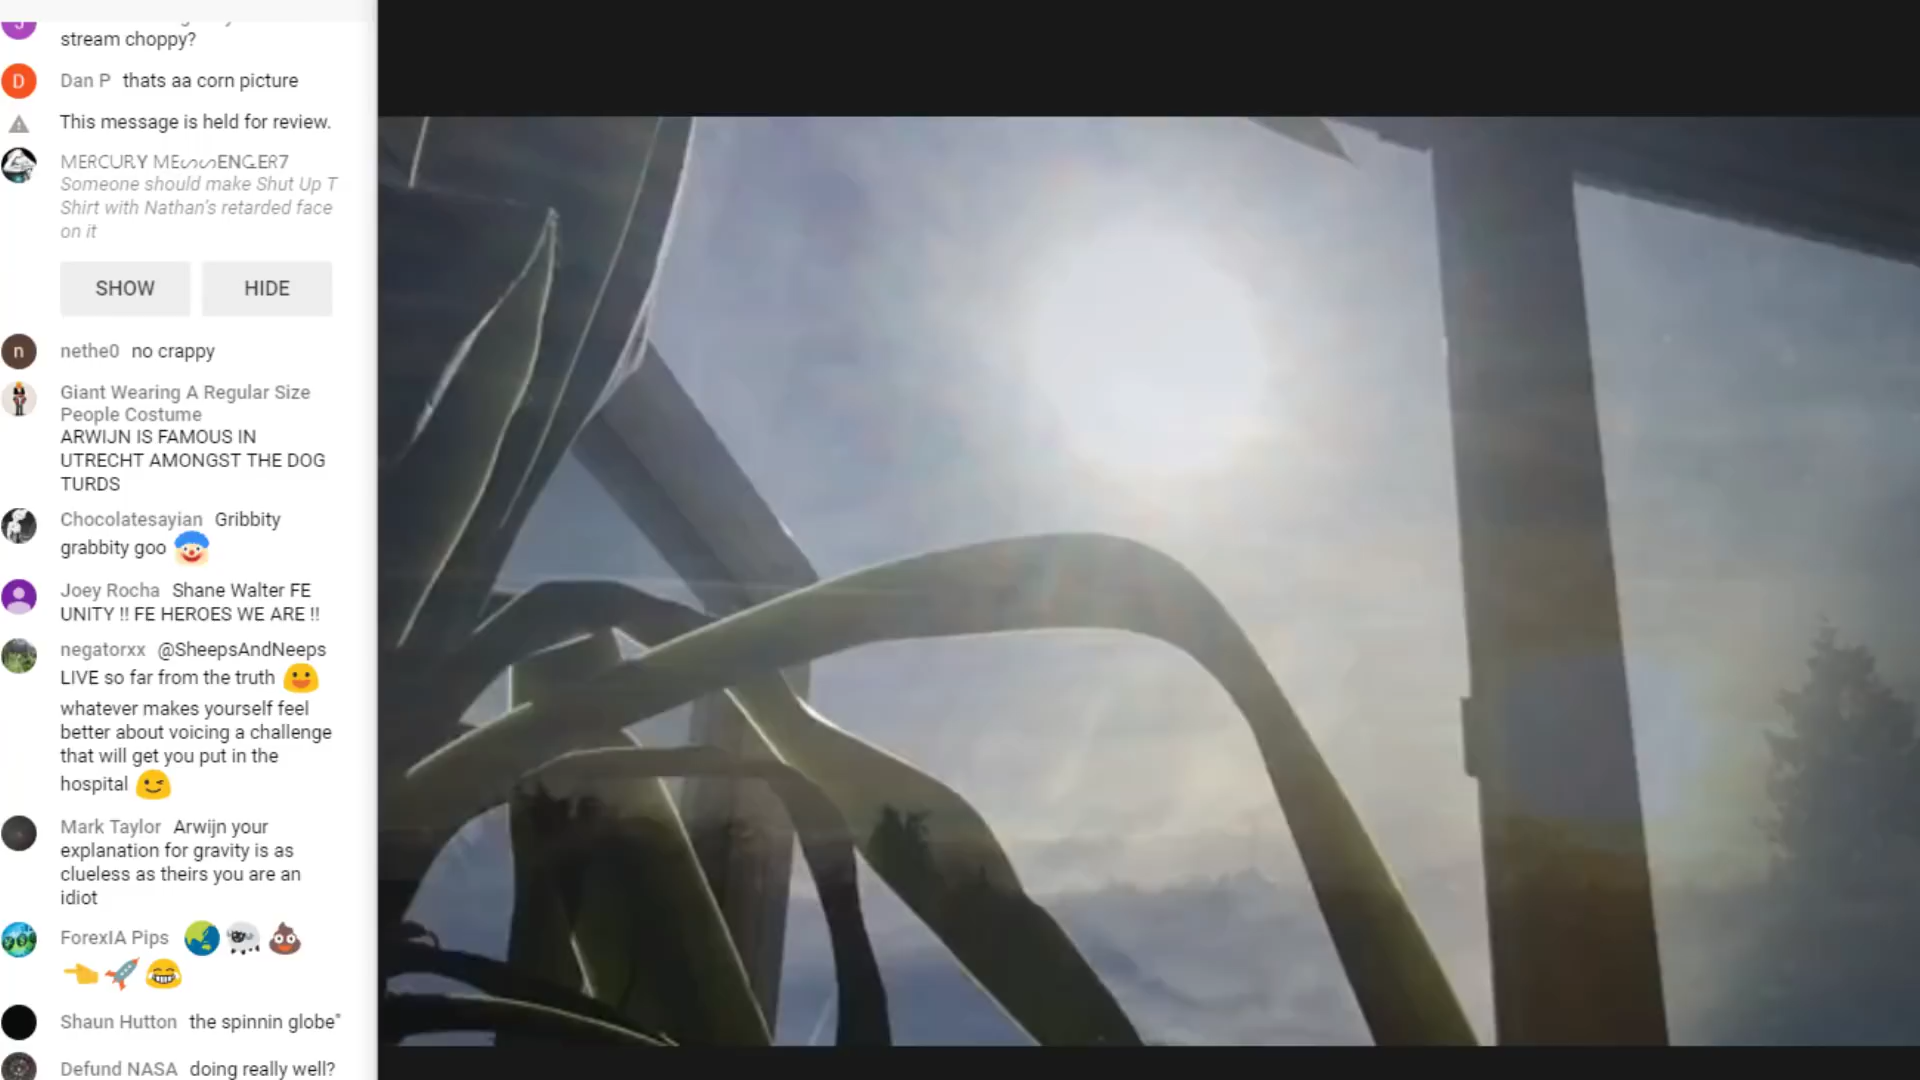 stream choppy?
Dan P thats aa corn picture
This message is held for review.
MERCURY MEᔕᔕENGER7
Someone should make Shut Up T
Shirt with Nathan's retarded face
on it
SHOW HIDE
nethe0 no crappy
Giant Wearing A Regular Size
People Costume
ARWIJN IS FAMOUS IN
UTRECHT AMONGST THE DOG
TURDS
Chocolatesayian Gribbity
grabbity goo
Joey Rocha Shane Walter FE
UNITY !! FE HEROES WE ARE !!
negatorxx @SheepsAndNeeps
LIVE so far from the truth
whatever makes yourself feel
better about voicing a challenge
that will get you put in the
hospital
Mark Taylor Arwijn your
explanation for gravity is as
clueless as theirs you are an
idiot
ForexIA Pips
Shaun Hutton the spinnin globe"
Defund NASA doing really well?